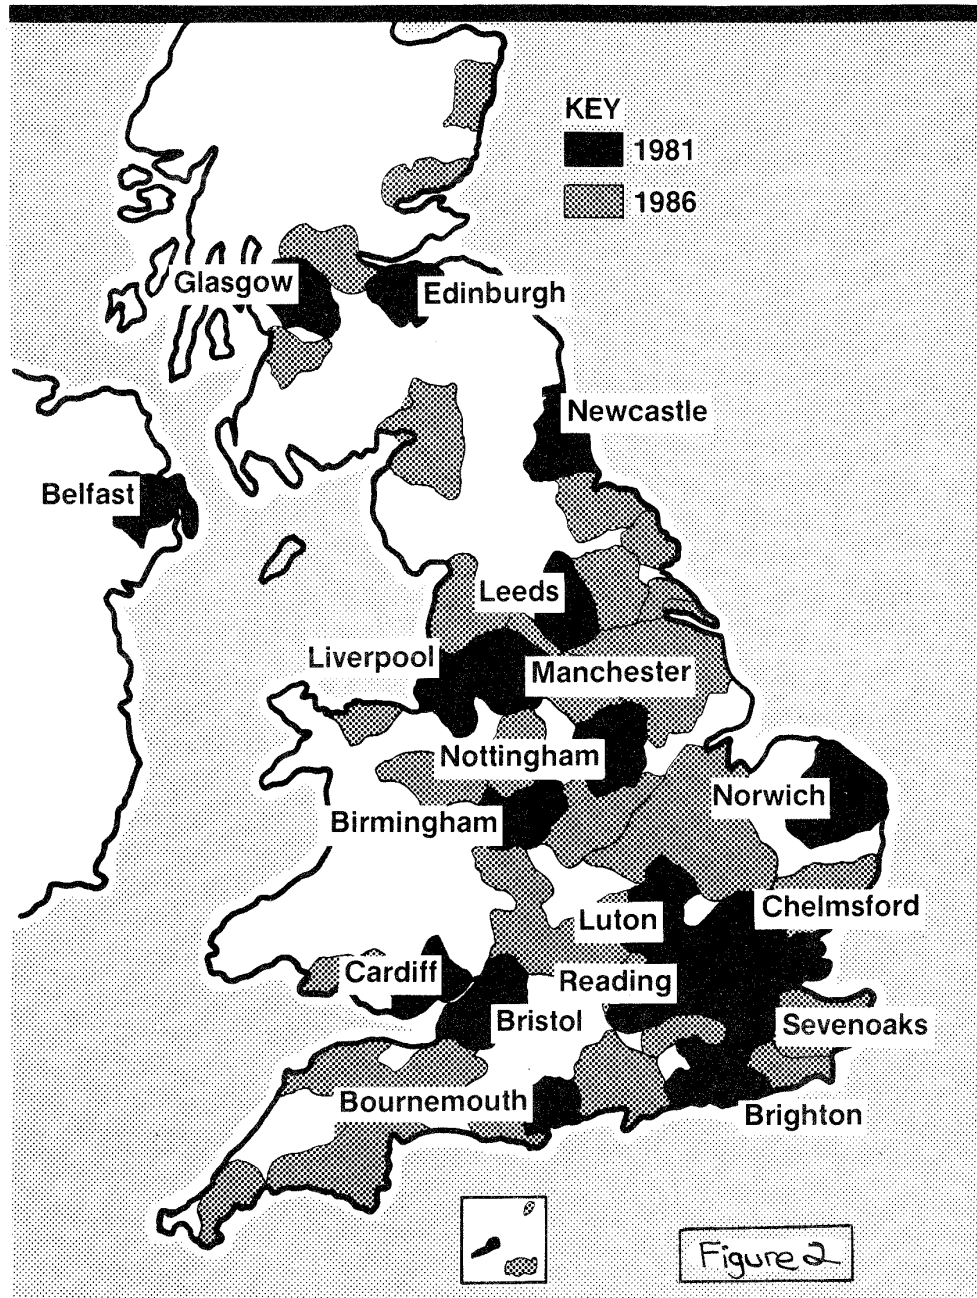 KEY
1981
1986
Glasgow
Edinburgh
Newcastle
Belfast
Leeds
Liverpool
Manchester
Nottingham
Norwich
Birmingham
Luton
Chelmsford
Cardiff
Reading
Bristol
Sevenoaks
Bournemouth
Brighton
Figure 2